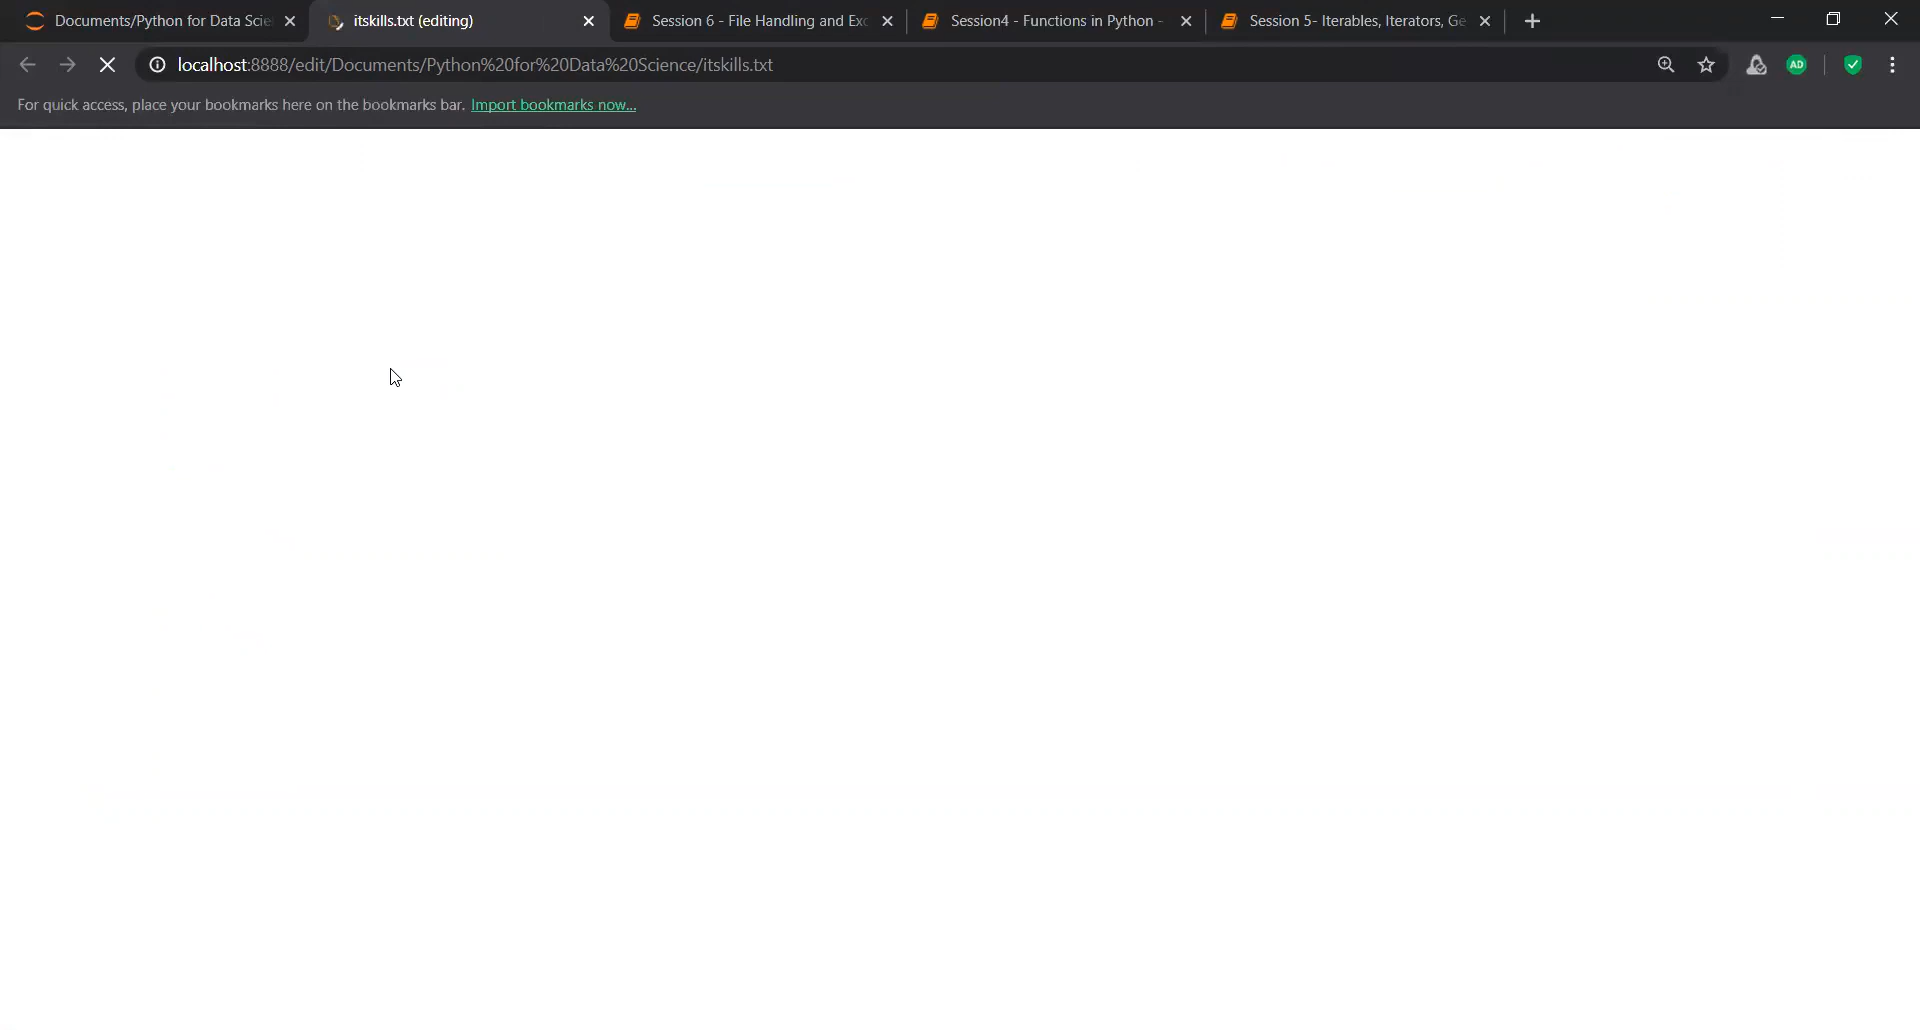 Documents/Python for Data Scie
itskills.txt (editing)
Session 6 - File Handling and Exc
Session4 - Functions in Python -
Session 5- Iterables, Iterators, Ge
localhost:8888/edit/Documents/Python%20for%20Data%20Science/itskills.txt
AD
For quick access, place your bookmarks here on the bookmarks bar. Import bookmarks now...